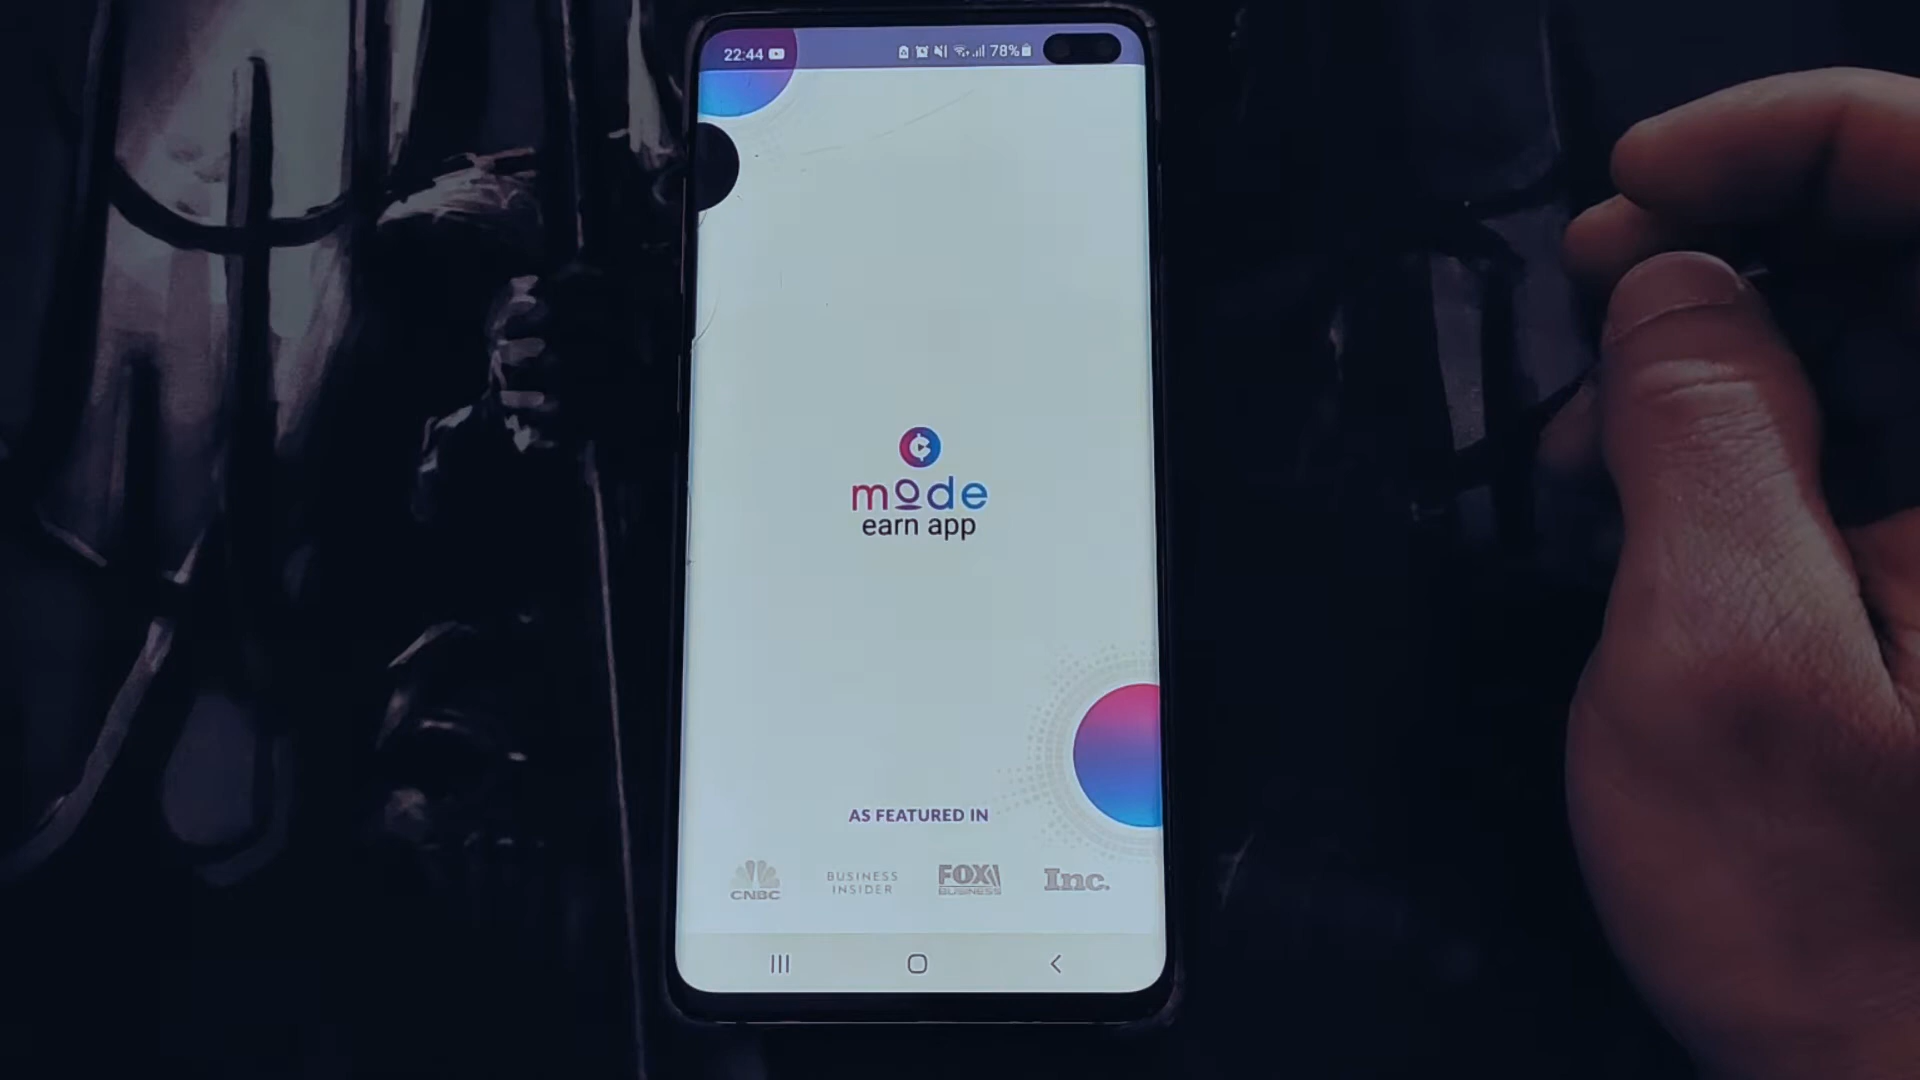 22:44
78%
mode
earn app
AS FEATURED IN
CNBC
BUSINESS
INSIDER
FOX
BUSINESS
Inc.